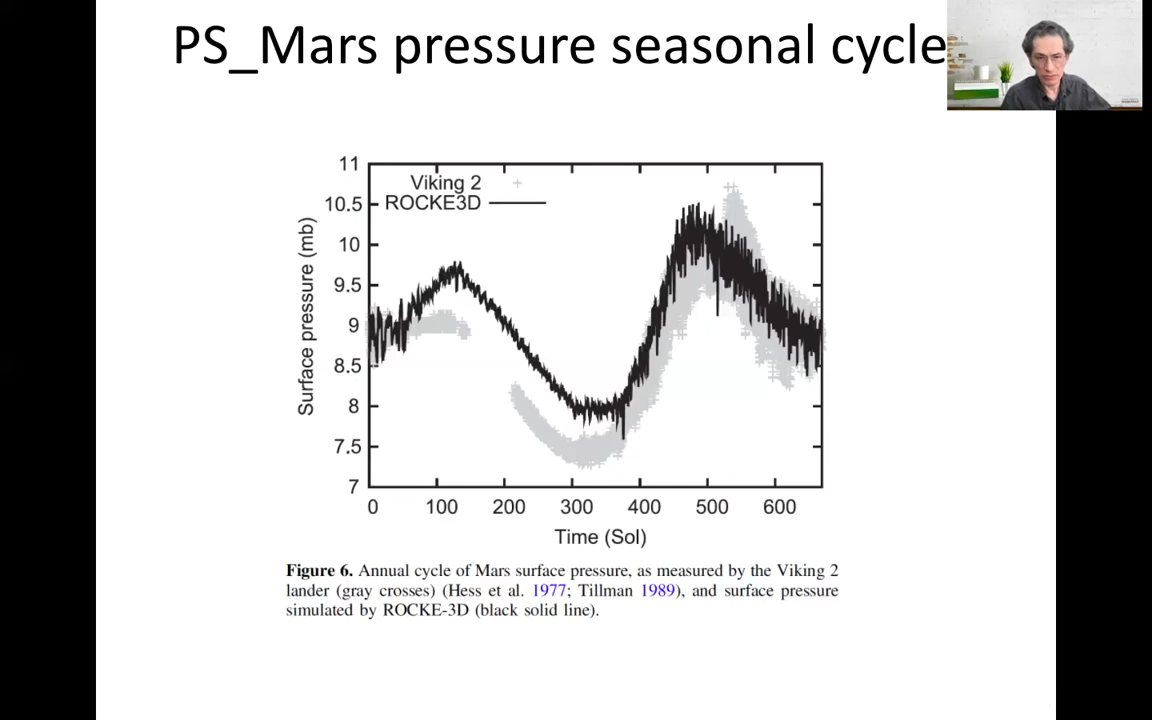 PS_Mars pressure seasonal cycle
11
10.5
10
9.5
9
8.5
8
7.5
7
Surface pressure (mb)
Viking 2
ROCKE3D
0 100 200 300 400 500 600
Time (Sol)
Figure 6. Annual cycle of Mars surface pressure, as measured by the Viking 2
lander (gray crosses) (Hess et al. 1977; Tillman 1989), and surface pressure
simulated by ROCKE-3D (black solid line).